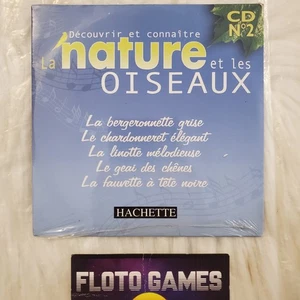 Découvrir et connaître
CD N°2
La nature et les
OISEAUX
La bergeronnette grise
Le chardonneret élégant
La linotte mélodieuse
Le geai des chênes
La fauvette à tête noire
HACHETTE
FLOTO GAMES